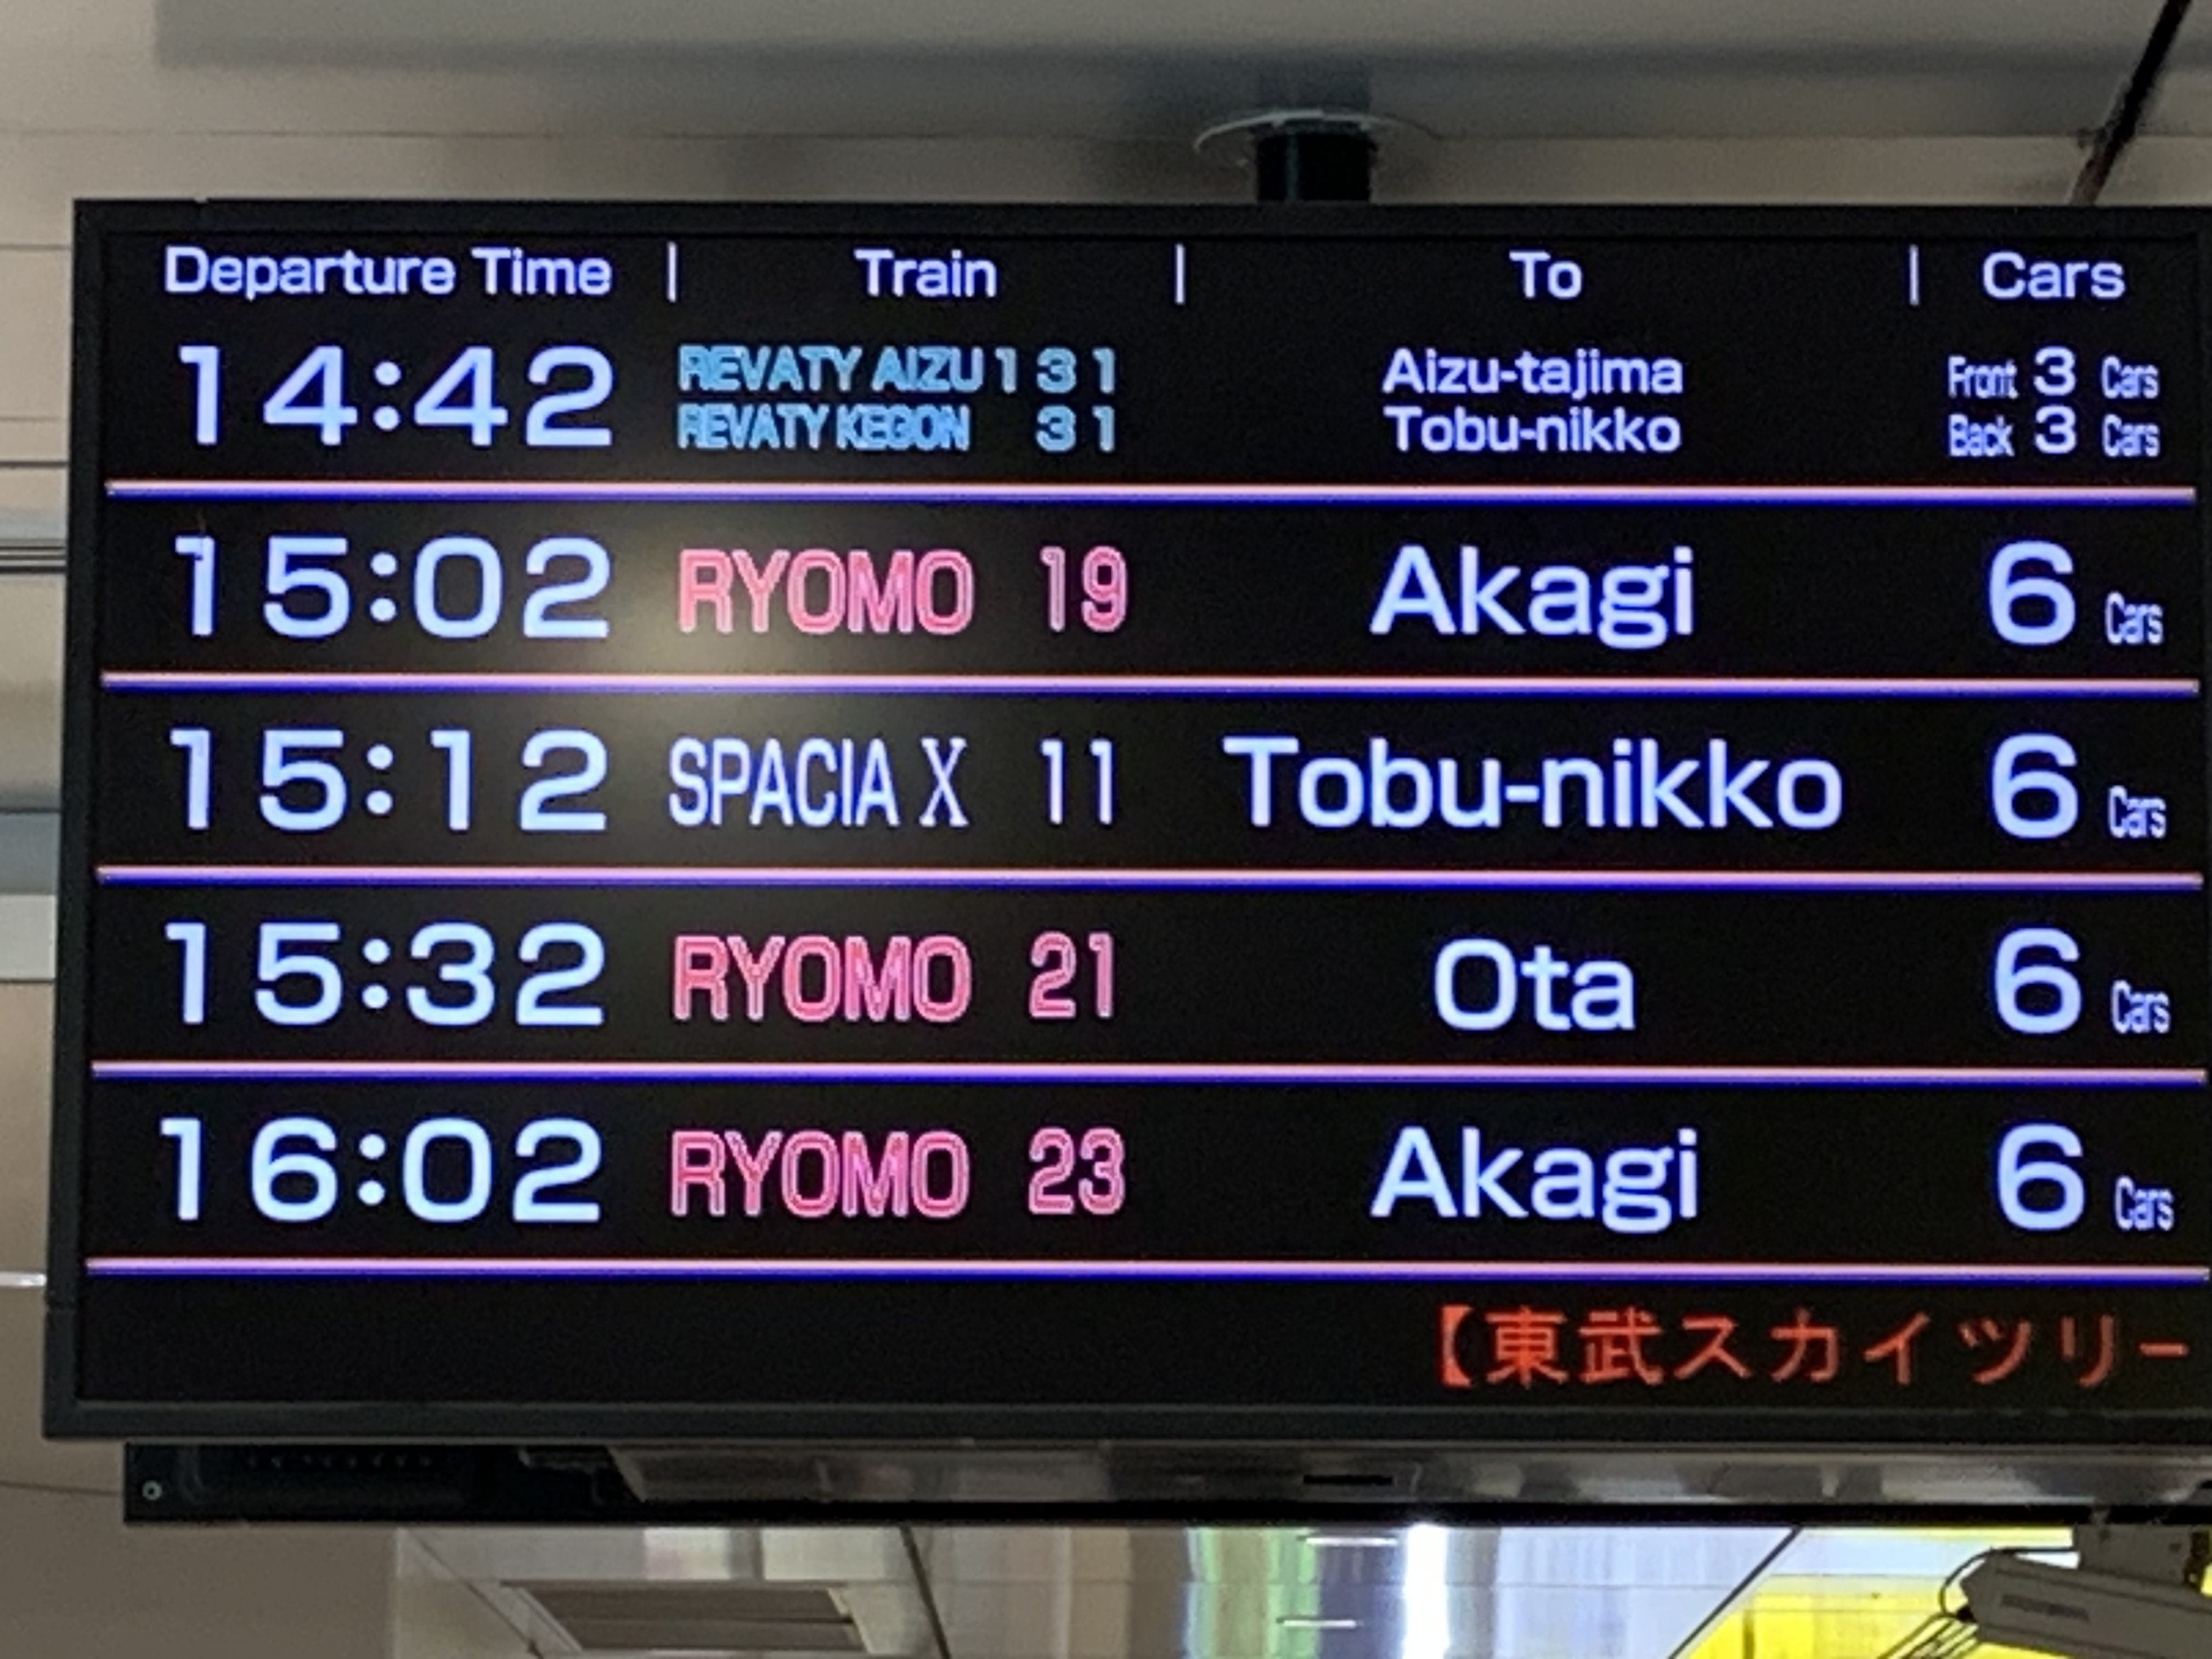 Departure Time | Train | To | Cars
14:42 REVATY AIZU 131 Aizu-tajima Front 3 Cars
REVATY KEGON 31 Tobu-nikko Back 3 Cars
15:02 RYOMO 19 Akagi 6 Cars
15:12 SPACIA X 11 Tobu-nikko 6 Cars
15:32 RYOMO 21 Ota 6 Cars
16:02 RYOMO 23 Akagi 6 Cars
【東武スカイツリー